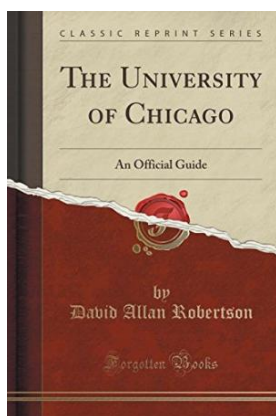 CLASSIC REPRINT SERIES
THE UNIVERSITY
OF CHICAGO
An Official Guide
by
David Allan Robertson
Forgotten Books